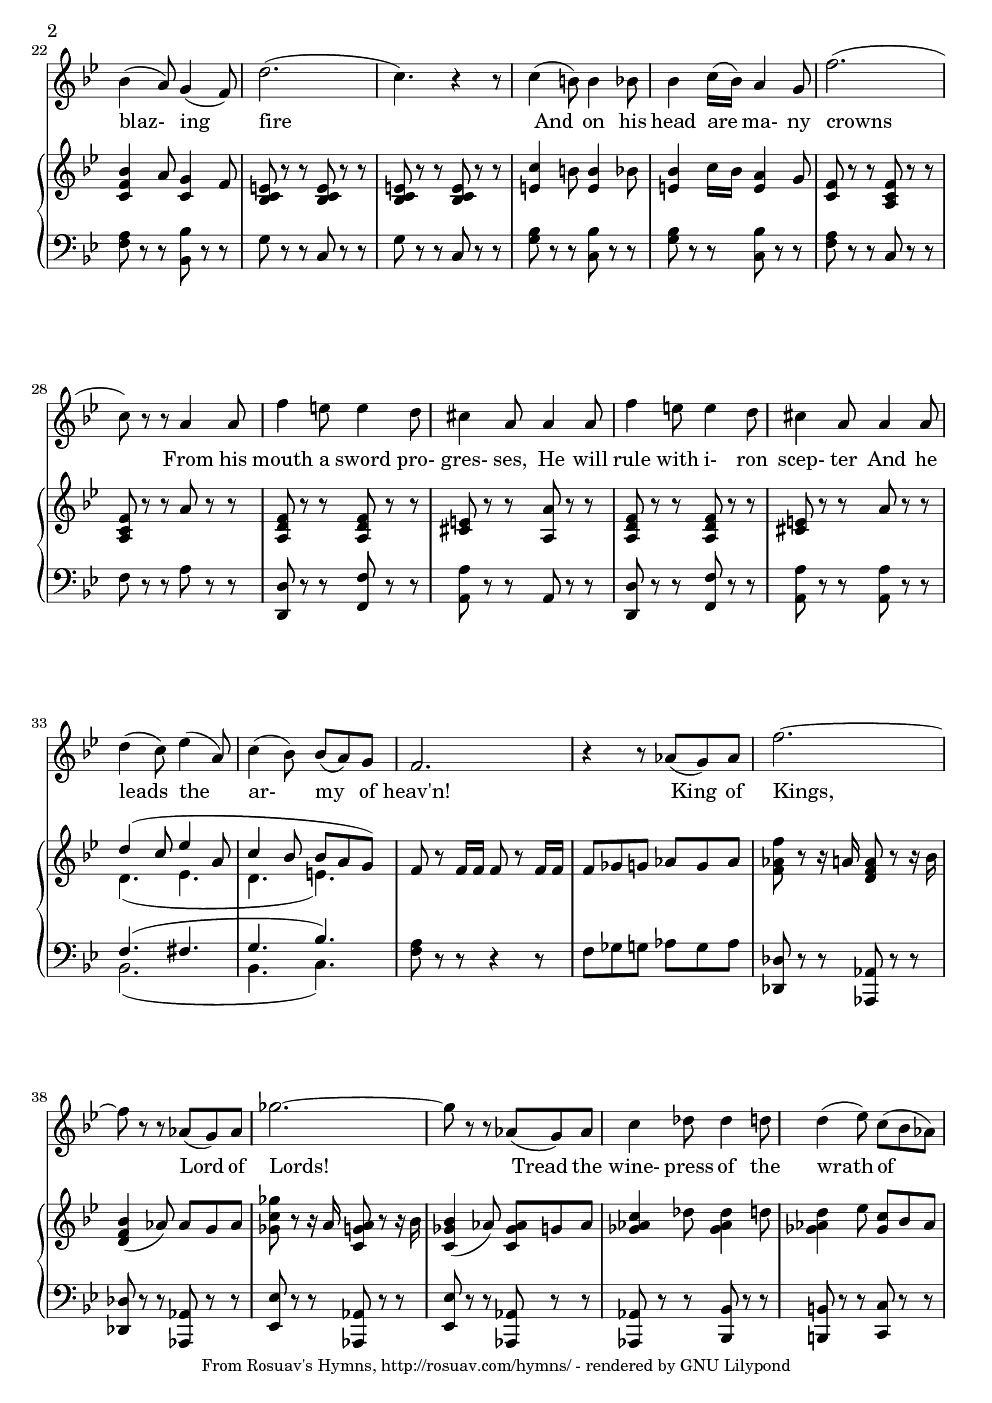 2
22
blaz- ing fire And on his head are ma- ny crowns
28
From his mouth a sword pro- gres- ses, He will rule with i- ron scep- ter And he
33
leads the ar- my of heav'n! King of Kings,
38
Lord of Lords! Tread the wine- press of the wrath of
From Rosuav's Hymns, http://rosuav.com/hymns/ - rendered by GNU Lilypond